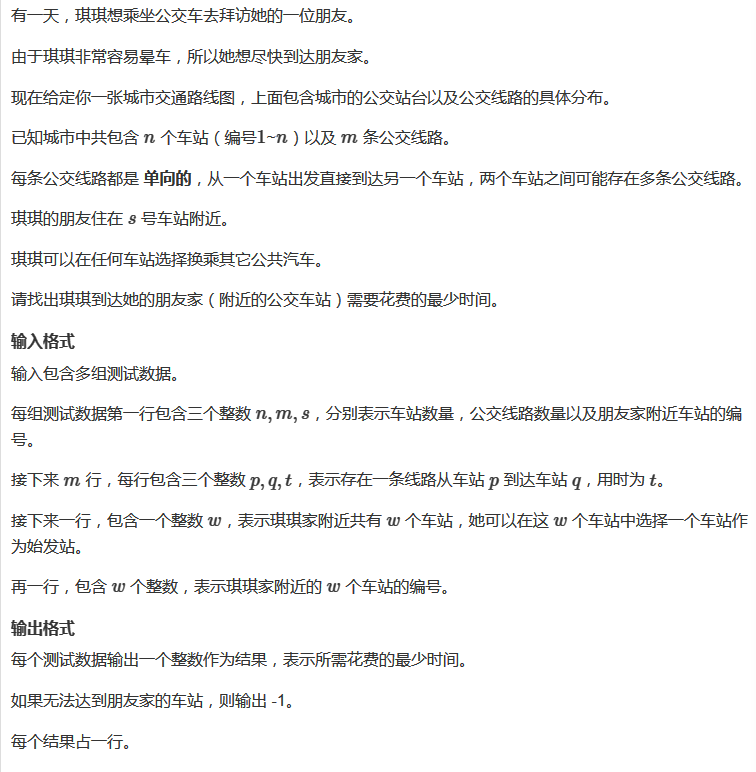 有一天，琪琪想乘坐公交车去拜访她的一位朋友。
由于琪琪非常容易晕车，所以她想尽快到达朋友家。
现在给定你一张城市交通路线图，上面包含城市的公交站台以及公交线路的具体分布。
已知城市中共包含 n 个车站（编号1~n）以及 m 条公交线路。
每条公交线路都是 单向的，从一个车站出发直接到达另一个车站，两个车站之间可能存在多条公交线路。
琪琪的朋友住在 s 号车站附近。
琪琪可以在任何车站选择换乘其它公共汽车。
请找出琪琪到达她的朋友家（附近的公交车站）需要花费的最少时间。
输入格式
输入包含多组测试数据。
每组测试数据第一行包含三个整数 n, m, s，分别表示车站数量，公交线路数量以及朋友家附近车站的编
号。
接下来 m 行，每行包含三个整数 p, q, t，表示存在一条线路从车站 p 到达车站 q，用时为 t。
接下来一行，包含一个整数 w，表示琪琪家附近共有 w 个车站，她可以在这 w 个车站中选择一个车站作
为始发站。
再一行，包含 w 个整数，表示琪琪家附近的 w 个车站的编号。
输出格式
每个测试数据输出一个整数作为结果，表示所需花费的最少时间。
如果无法达到朋友家的车站，则输出 -1。
每个结果占一行。